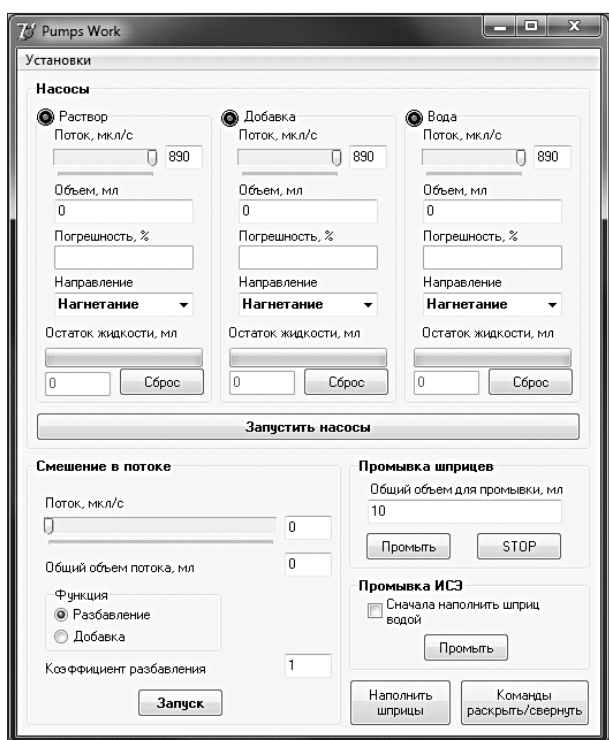 Pumps Work
Установки
Насосы
Раствор
Поток, мкл/с
890
Объем, мл
0
Погрешность, %
Направление
Нагнетание
Остаток жидкости, мл
0
Сброс
Добавка
Поток, мкл/с
890
Объем, мл
0
Погрешность, %
Направление
Нагнетание
Остаток жидкости, мл
0
Сброс
Вода
Поток, мкл/с
890
Объем, мл
0
Погрешность, %
Направление
Нагнетание
Остаток жидкости, мл
0
Сброс
Запустить насосы
Смешение в потоке
Поток, мкл/с
0
Общий объем потока, мл
0
Функция
Разбавление
Добавка
Коэффициент разбавления
1
Запуск
Промывка шприцев
Общий объем для промывки, мл
10
Промыть
STOP
Промывка ИСЭ
Сначала наполнить шприц
водой
Промыть
Наполнить
шприцы
Команды
раскрыть/свернуть